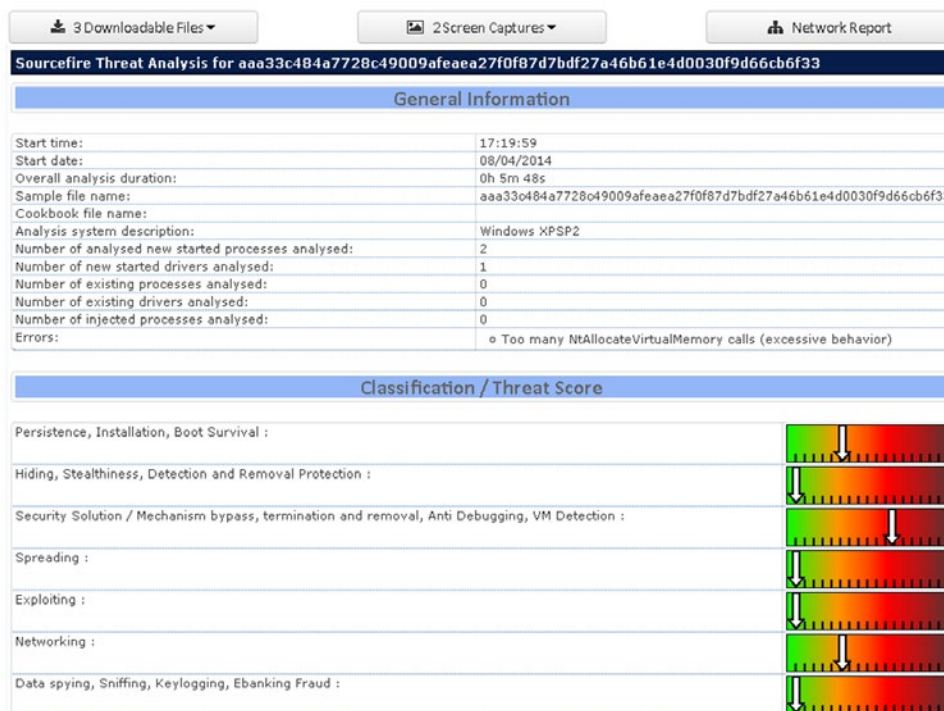 3 Downloadable Files
2 Screen Captures
Network Report
Sourcefire Threat Analysis for aaa33c484a7728c49009afeaea27f0f87d7bdf27a46b61e4d0030f9d66cb6f33
General Information
Start time: 17:19:59
Start date: 08/04/2014
Overall analysis duration: 0h 5m 48s
Sample file name: aaa33c484a7728c49009afeaea27f0f87d7bdf27a46b61e4d0030f9d66cb6f3
Cookbook file name:
Analysis system description: Windows XPSP2
Number of analysed new started processes analysed: 2
Number of new started drivers analysed: 1
Number of existing processes analysed: 0
Number of existing drivers analysed: 0
Number of injected processes analysed: 0
Errors: Too many NtAllocateVirtualMemory calls (excessive behavior)
Classification / Threat Score
Persistence, Installation, Boot Survival :
Hiding, Stealthiness, Detection and Removal Protection :
Security Solution / Mechanism bypass, termination and removal, Anti Debugging, VM Detection :
Spreading :
Exploiting :
Networking :
Data spying, Sniffing, Keylogging, Ebanking Fraud :